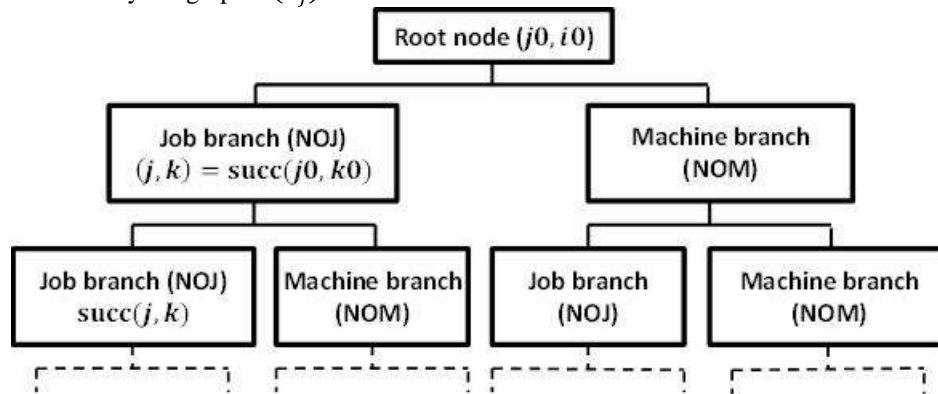 Root node (j0, i0)
Job branch (NOJ)
(j, k) = succ(j0, k0)
Machine branch
(NOM)
Job branch (NOJ)
succ(j, k)
Machine branch
(NOM)
Job branch
(NOJ)
Machine branch
(NOM)